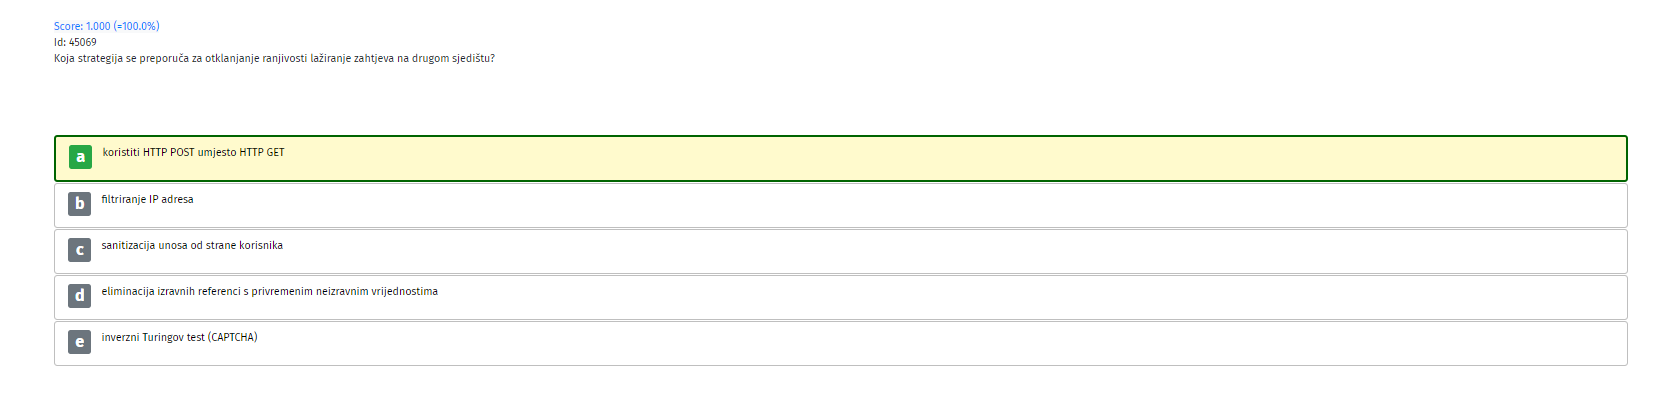 Score: 1.000 (=100.0%)
Id: 45069
Koja strategija se preporuča za otklanjanje ranjivosti lažiranje zahtjeva na drugom sjedištu?
a koristiti HTTP POST umjesto HTTP GET
b filtriranje IP adresa
c sanitizacija unosa od strane korisnika
d eliminacija izravnih referenci s privremenim neizravnim vrijednostima
e inverzni Turingov test (CAPTCHA)